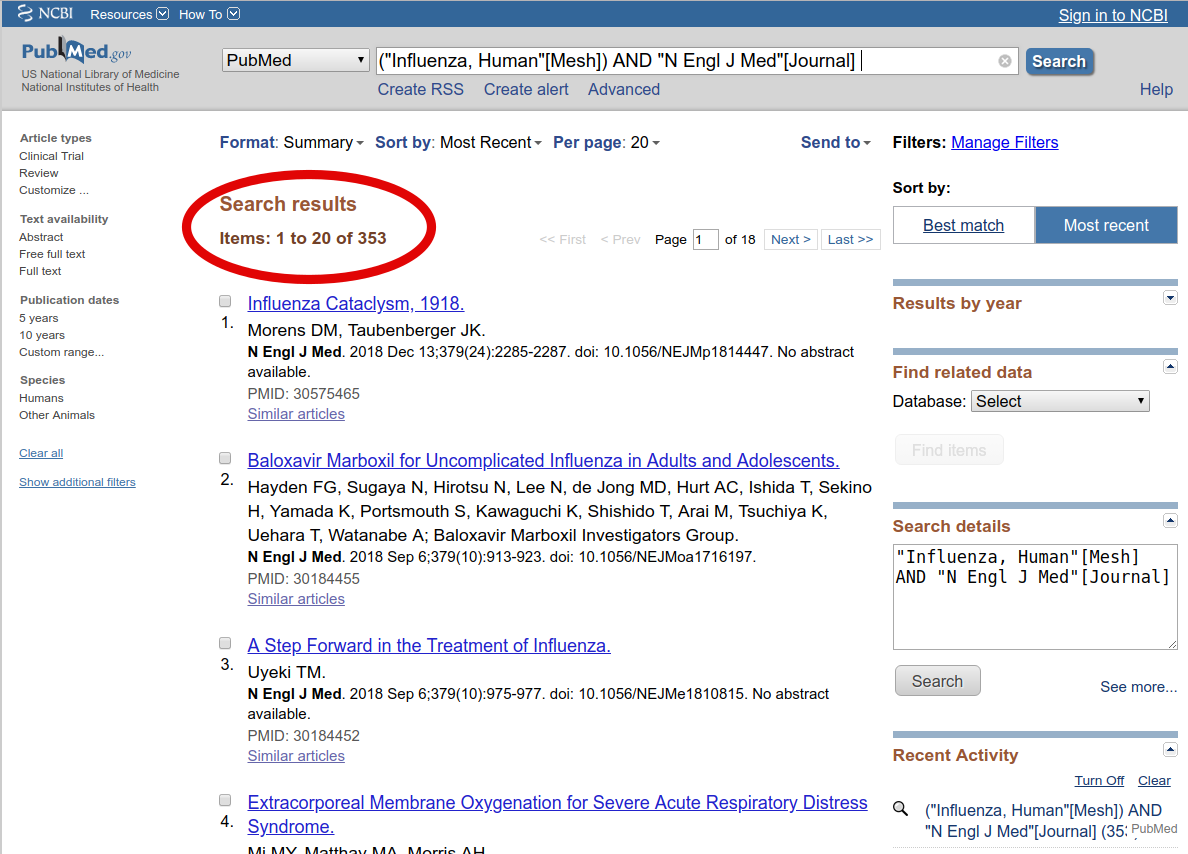 NCBI Resources How To Sign in to NCBI
PubMed.gov
US National Library of Medicine
National Institutes of Health
PubMed ("Influenza, Human"[Mesh]) AND "N Engl J Med"[Journal] Search
Create RSS Create alert Advanced Help
Article types
Clinical Trial
Review
Customize ...
Text availability
Abstract
Free full text
Full text
Publication dates
5 years
10 years
Custom range...
Species
Humans
Other Animals
Clear all
Show additional filters
Format: Summary Sort by: Most Recent Per page: 20 Send to
Search results
Items: 1 to 20 of 353
<< First < Prev Page 1 of 18 Next > Last >>
Influenza Cataclysm, 1918.
1.
Morens DM, Taubenberger JK.
N Engl J Med. 2018 Dec 13;379(24):2285-2287. doi: 10.1056/NEJMp1814447. No abstract
available.
PMID: 30575465
Similar articles
Baloxavir Marboxil for Uncomplicated Influenza in Adults and Adolescents.
2.
Hayden FG, Sugaya N, Hirotsu N, Lee N, de Jong MD, Hurt AC, Ishida T, Sekino
H, Yamada K, Portsmouth S, Kawaguchi K, Shishido T, Arai M, Tsuchiya K,
Uehara T, Watanabe A; Baloxavir Marboxil Investigators Group.
N Engl J Med. 2018 Sep 6;379(10):913-923. doi: 10.1056/NEJMoa1716197.
PMID: 30184455
Similar articles
A Step Forward in the Treatment of Influenza.
3.
Uyeki TM.
N Engl J Med. 2018 Sep 6;379(10):975-977. doi: 10.1056/NEJMe1810815. No abstract
available.
PMID: 30184452
Similar articles
Extracorporeal Membrane Oxygenation for Severe Acute Respiratory Distress
4.
Syndrome.
Mi MY, Matthay MA, Morris AH.
Filters: Manage Filters
Sort by:
Best match Most recent
Results by year
Find related data
Database: Select
Find items
Search details
"Influenza, Human"[Mesh]
AND "N Engl J Med"[Journal]
Search
See more...
Recent Activity
Turn Off Clear
("Influenza, Human"[Mesh]) AND
"N Engl J Med"[Journal] (353 PubMed